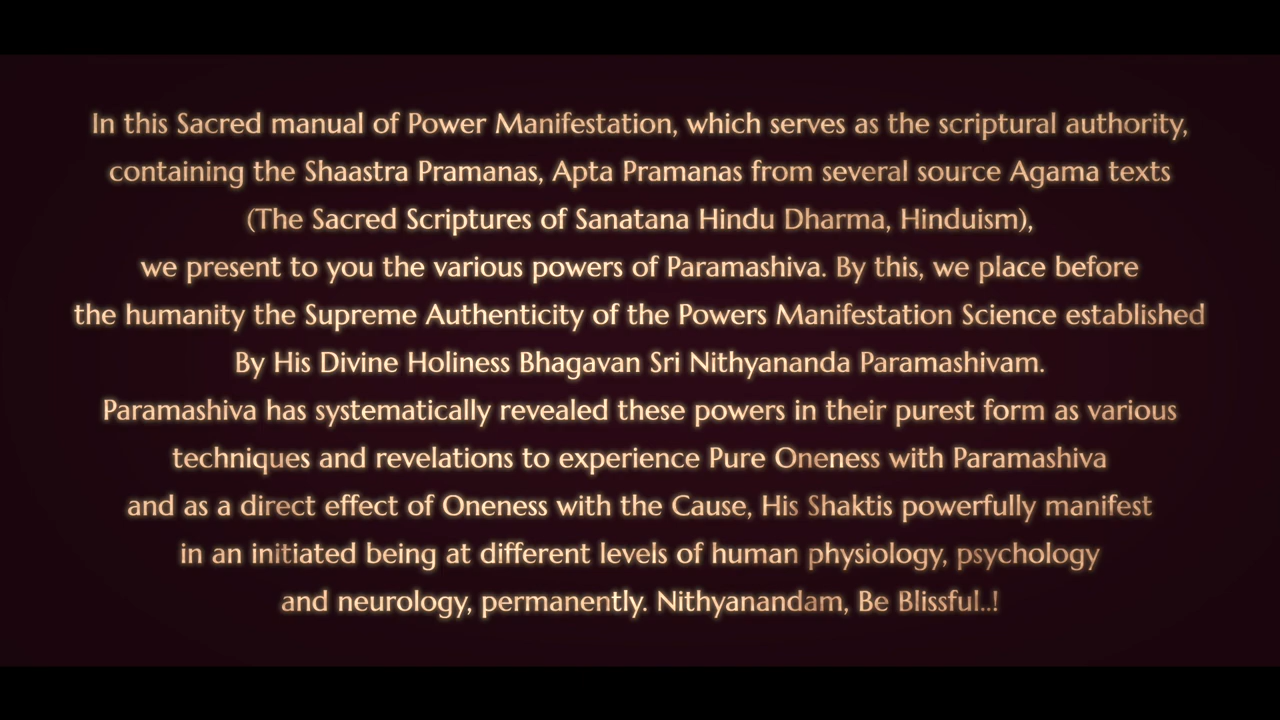 In this Sacred manual of Power Manifestation, which serves as the scriptural authority,
containing the Shaastra Pramanas, Apta Pramanas from several source Agama texts
(The Sacred Scriptures of Sanatana Hindu Dharma, Hinduism),
we present to you the various powers of Paramashiva. By this, we place before
the humanity the Supreme Authenticity of the Powers Manifestation Science established
By His Divine Holiness Bhagavan Sri Nithyananda Paramashivam.
Paramashiva has systematically revealed these powers in their purest form as various
techniques and revelations to experience Pure Oneness with Paramashiva
and as a direct effect of Oneness with the Cause, His Shaktis powerfully manifest
in an initiated being at different levels of human physiology, psychology
and neurology, permanently. Nithyanandam, Be Blissful..!